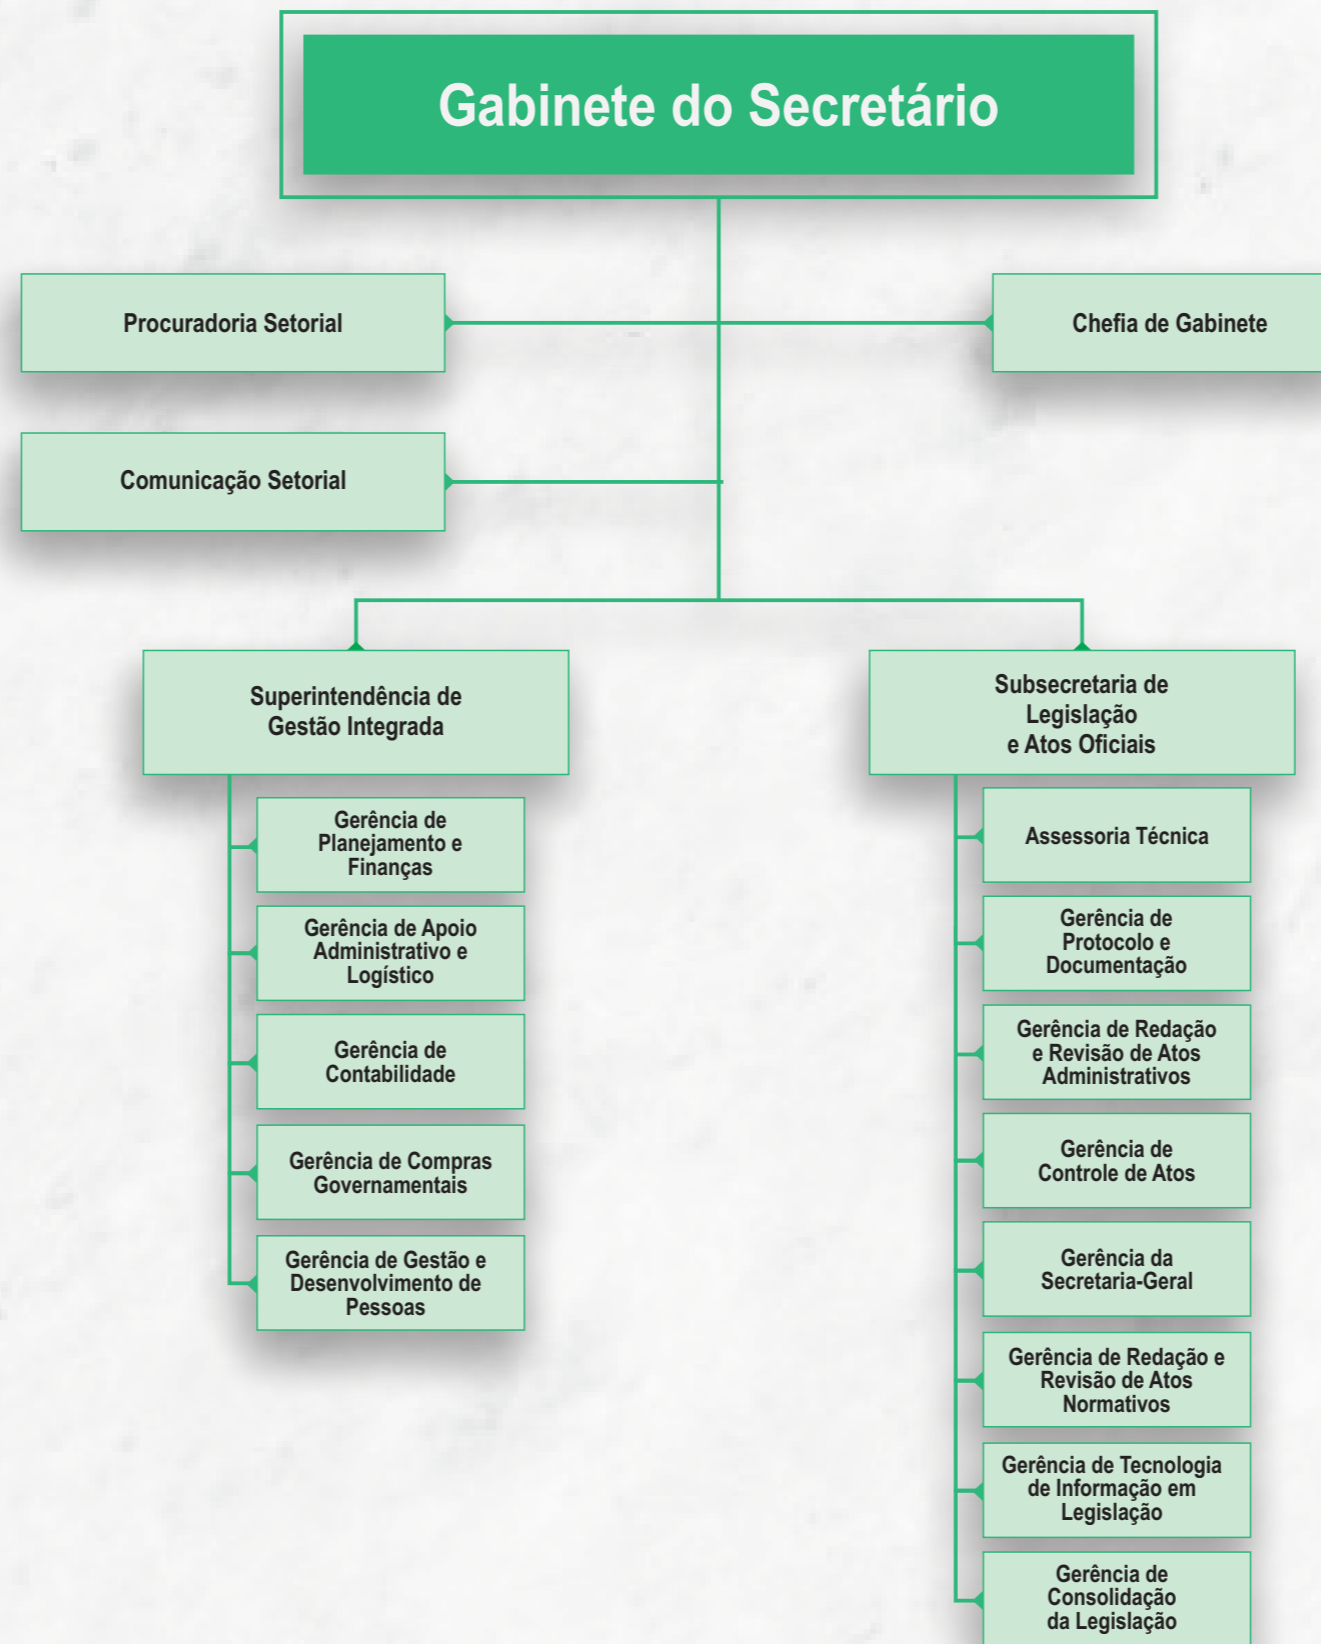 Gabinete do Secretário
Procuradoria Setorial
Chefia de Gabinete
Comunicação Setorial
Superintendência de
Gestão Integrada
Gerência de
Planejamento e
Finanças
Gerência de Apoio
Administrativo e
Logístico
Gerência de
Contabilidade
Gerência de Compras
Governamentais
Gerência de Gestão e
Desenvolvimento de
Pessoas
Subsecretaria de
Legislação
e Atos Oficiais
Assessoria Técnica
Gerência de
Protocolo e
Documentação
Gerência de Redação
e Revisão de Atos
Administrativos
Gerência de
Controle de Atos
Gerência da
Secretaria-Geral
Gerência de Redação e
Revisão de Atos
Normativos
Gerência de Tecnologia
de Informação em
Legislação
Gerência de
Consolidação
da Legislação